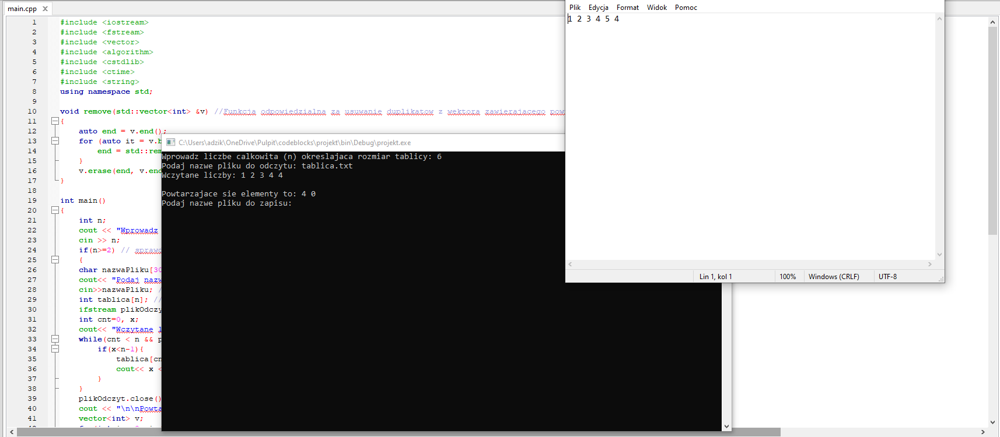 main.cpp
1 #include <iostream>
2 #include <fstream>
3 #include <vector>
4 #include <algorithm>
5 #include <cstdlib>
6 #include <ctime>
7 #include <string>
8 using namespace std;
9
10 void remove(std::vector<int> &v) //Funkcja odpowiedzialna za usuwanie duplikatow z wektora zawierajacego pow
11 {
12 auto end = v.end();
13 for (auto it = v.b
14 end = std::rem
15 }
16 v.erase(end, v.end
17 }
18
19 int main()
20 {
21 int n;
22 cout << "Wprowadz
23 cin >> n;
24 if(n>=2) // sprawd
25 {
26 char nazwaPliku[30
27 cout<< "Podaj nazw
28 cin>>nazwaPliku; /
29 int tablica[n]; //
30 ifstream plikOdczy
31 int cnt=0, x;
32 cout<< "Wczytane l
33 while(cnt < n && p
34 if(x<n-1){
35 tablica[cn
36 cout<< x <
37 }
38 }
39 plikOdczyt.close()
40 cout << "\n\nPowta
41 vector<int> v;
C:\Users\adzik\OneDrive\Pulpit\codeblocks\projekt\bin\Debug\projekt.exe
Wprowadz liczbe calkowita (n) okreslajaca rozmiar tablicy: 6
Podaj nazwe pliku do odczytu: tablica.txt
Wczytane liczby: 1 2 3 4 4
Powtarzajace sie elementy to: 4 0
Podaj nazwe pliku do zapisu:
Plik Edycja Format Widok Pomoc
1 2 3 4 5 4
Lin 1, kol 1 100% Windows (CRLF) UTF-8